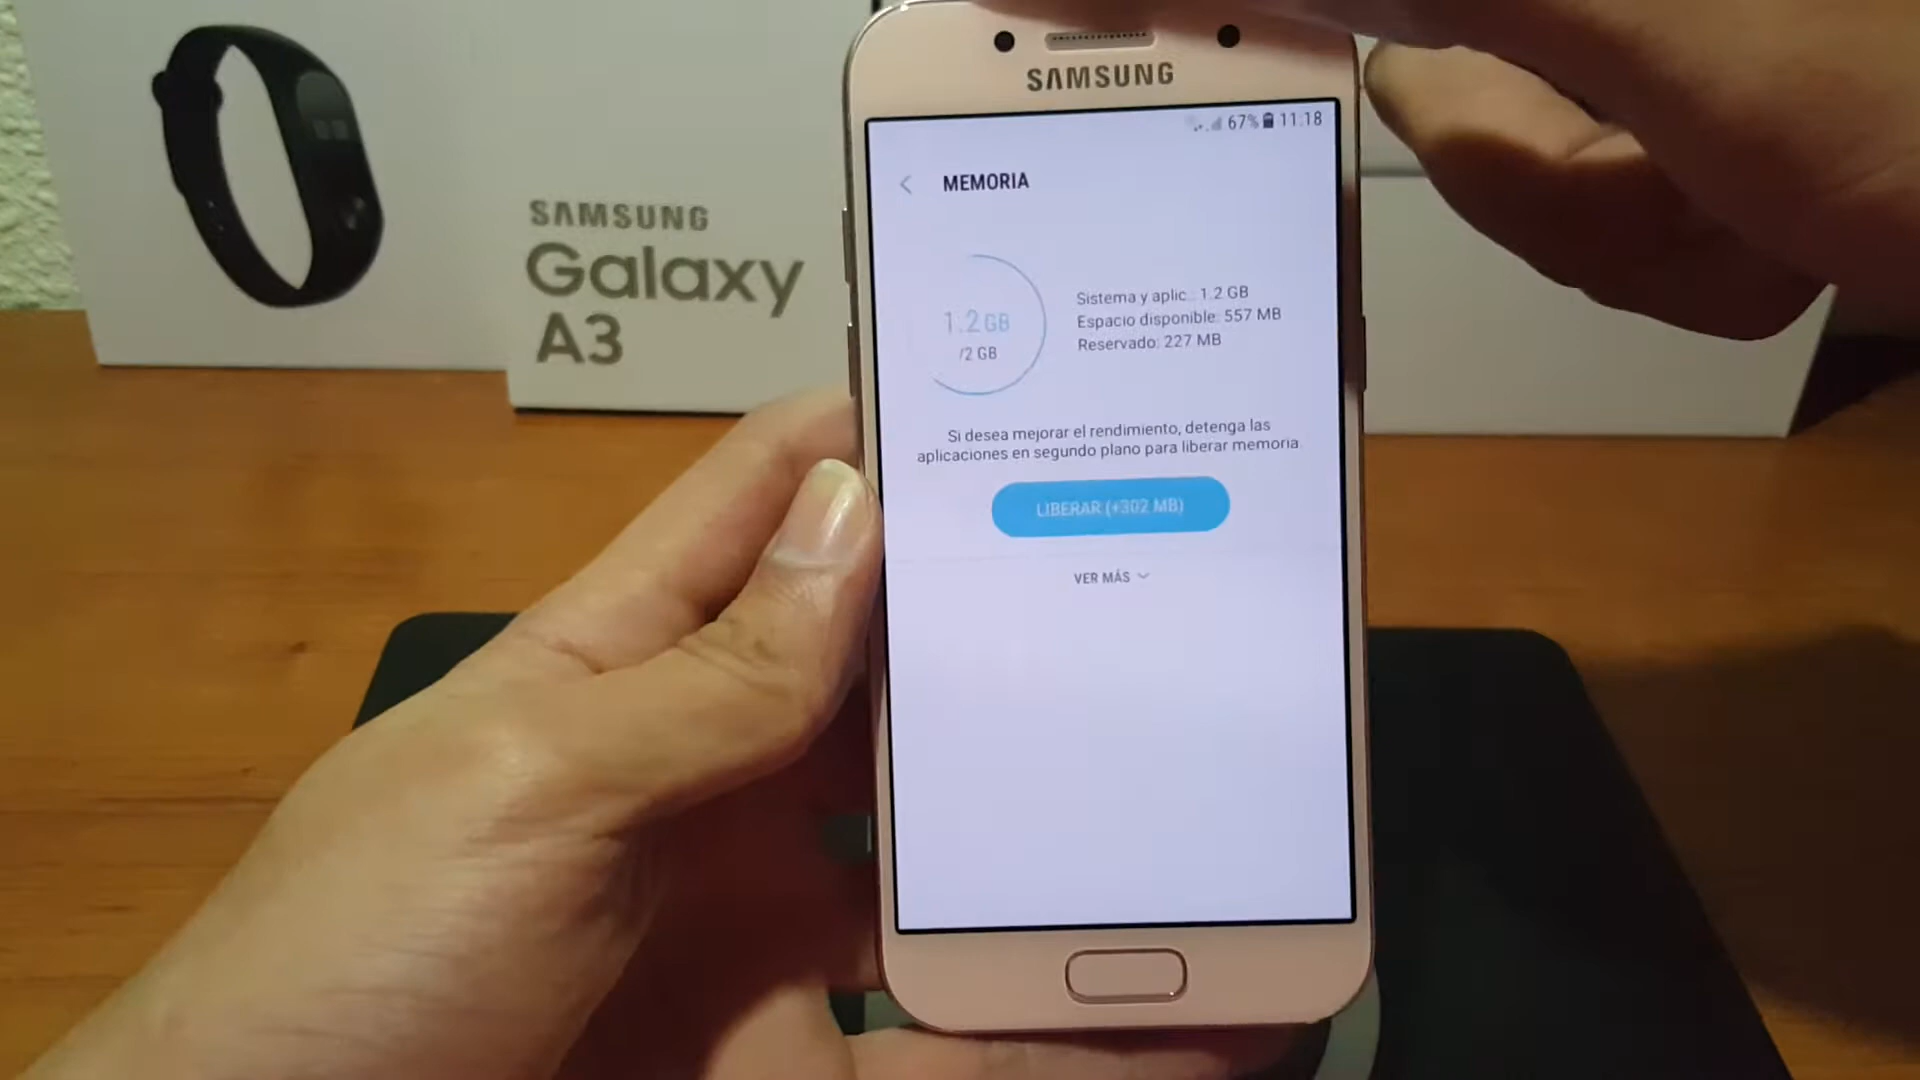 SAMSUNG
67% 11:18
MEMORIA
1.2 GB
/2 GB
Sistema y aplic.: 1.2 GB
Espacio disponible: 557 MB
Reservado: 227 MB
Si desea mejorar el rendimiento, detenga las
aplicaciones en segundo plano para liberar memoria.
LIBERAR (+302 MB)
VER MÁS
SAMSUNG
Galaxy
A3